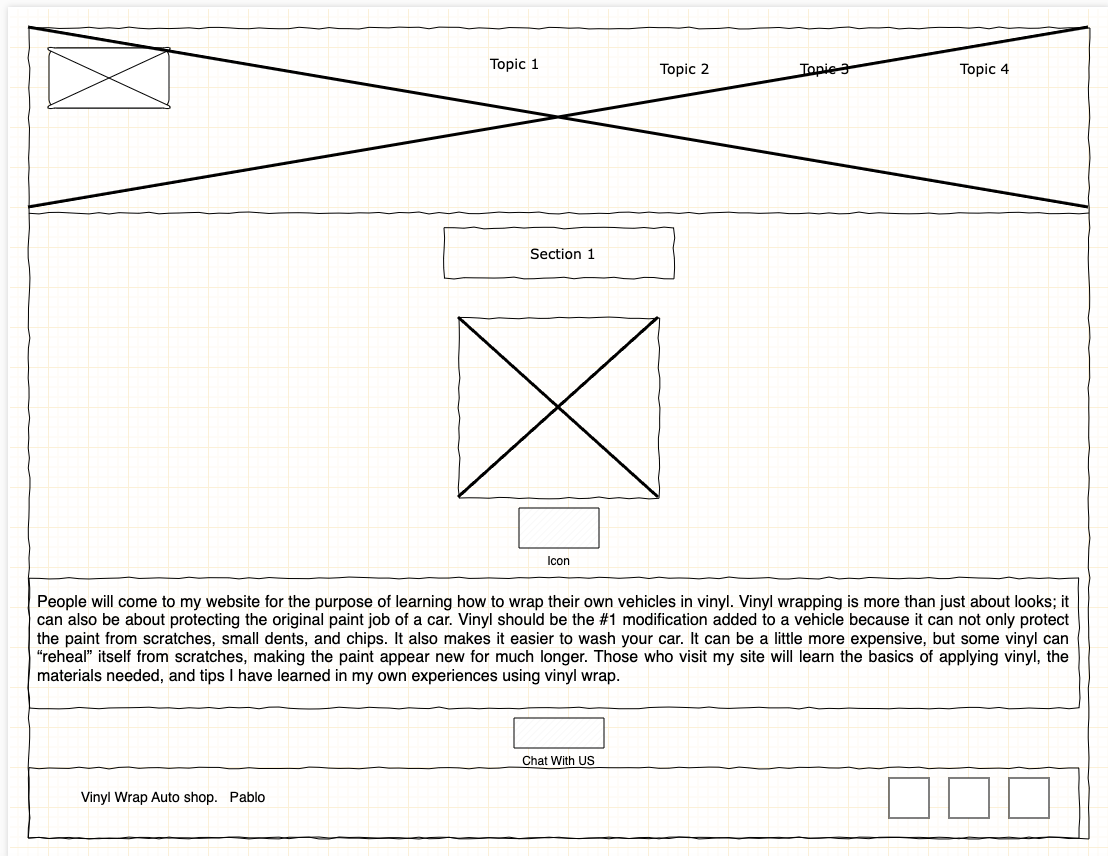 Topic 1
Topic 2
Topic 3
Topic 4
Section 1
Icon
People will come to my website for the purpose of learning how to wrap their own vehicles in vinyl. Vinyl wrapping is more than just about looks; it
can also be about protecting the original paint job of a car. Vinyl should be the #1 modification added to a vehicle because it can not only protect
the paint from scratches, small dents, and chips. It also makes it easier to wash your car. It can be a little more expensive, but some vinyl can
“reheal” itself from scratches, making the paint appear new for much longer. Those who visit my site will learn the basics of applying vinyl, the
materials needed, and tips I have learned in my own experiences using vinyl wrap.
Chat With US
Vinyl Wrap Auto shop.   Pablo